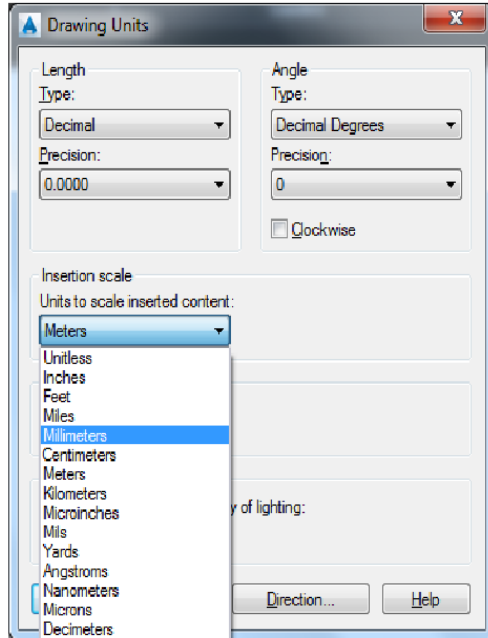 Drawing Units
Length
Type:
Decimal
Precision:
0.0000
Angle
Type:
Decimal Degrees
Precision:
0
Clockwise
Insertion scale
Units to scale inserted content:
Meters
Unitless
Inches
Feet
Miles
Millimeters
Centimeters
Meters
Kilometers
Microinches
Mils
Yards
Angstroms
Nanometers
Microns
Decimeters
y of lighting:
Direction...
Help